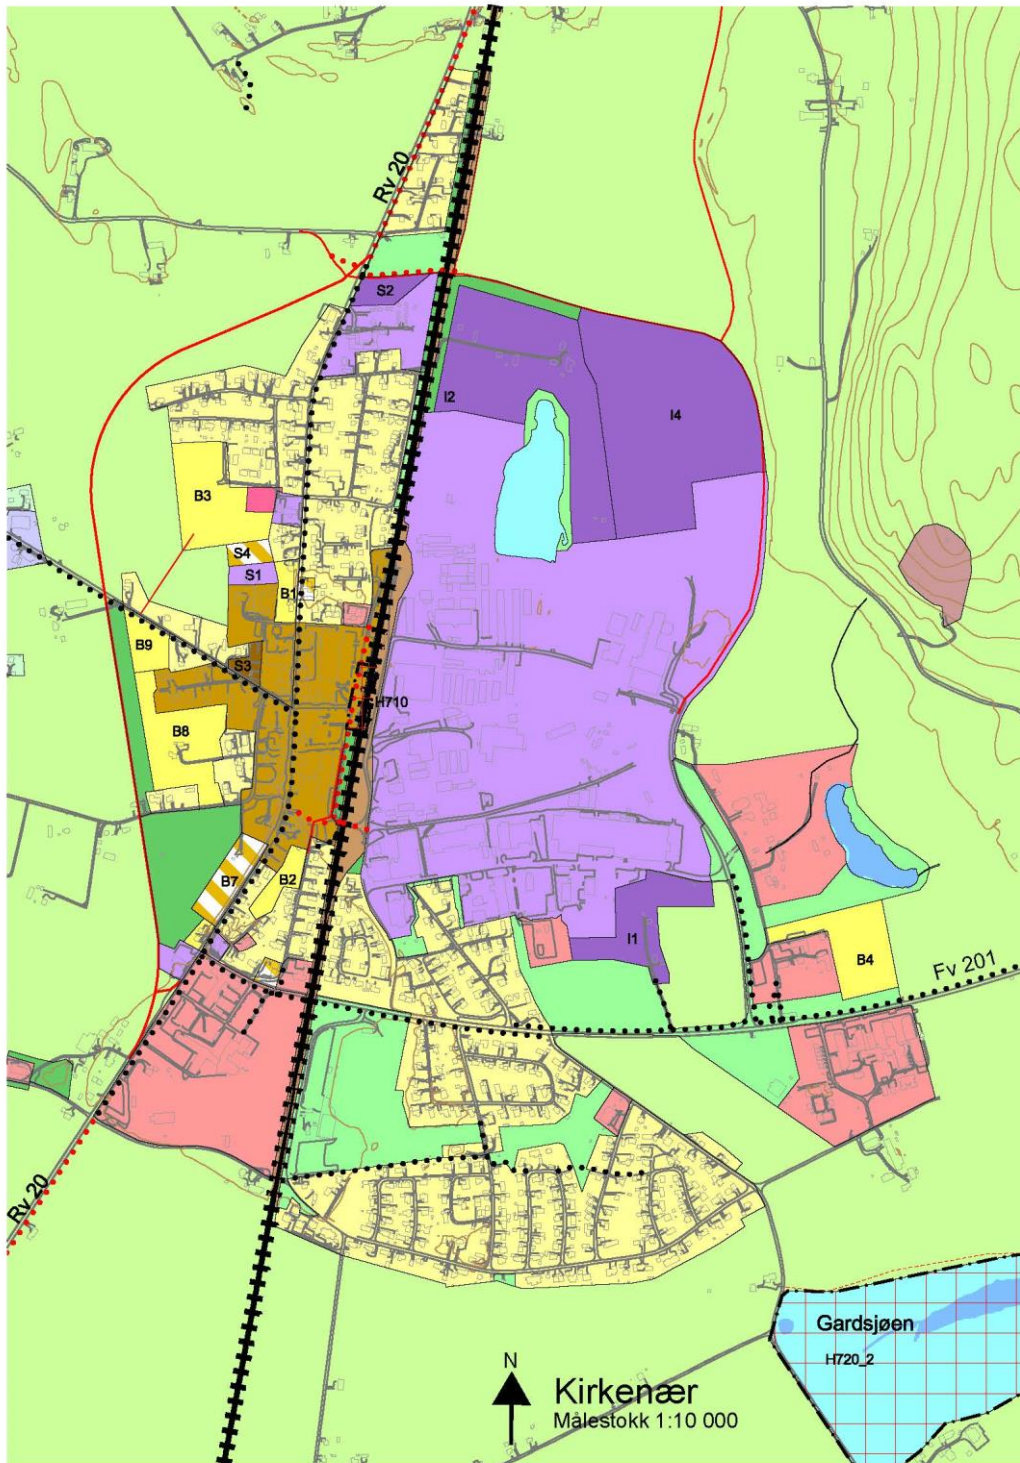 Rv 20
S2
I2
I4
B3
S4
S1
B1
B9
S3
H710
B8
B7
B2
I1
B4
Fv 201
Rv 20
Gardsjøen
H720_2
N
Kirkenær
Målestokk 1:10 000